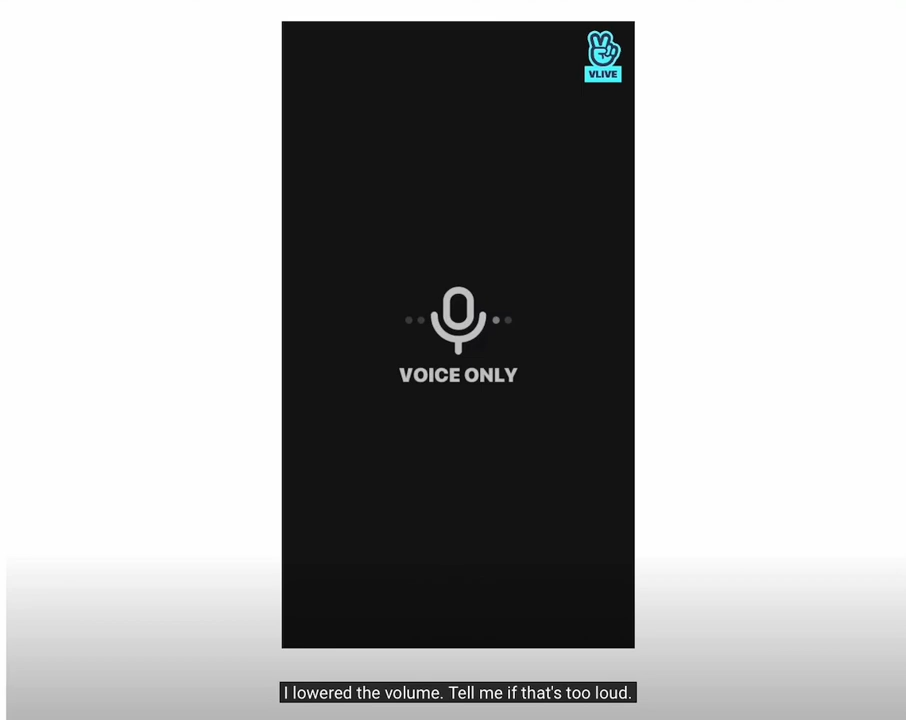 VLIVE
VOICE ONLY
I lowered the volume. Tell me if that's too loud.